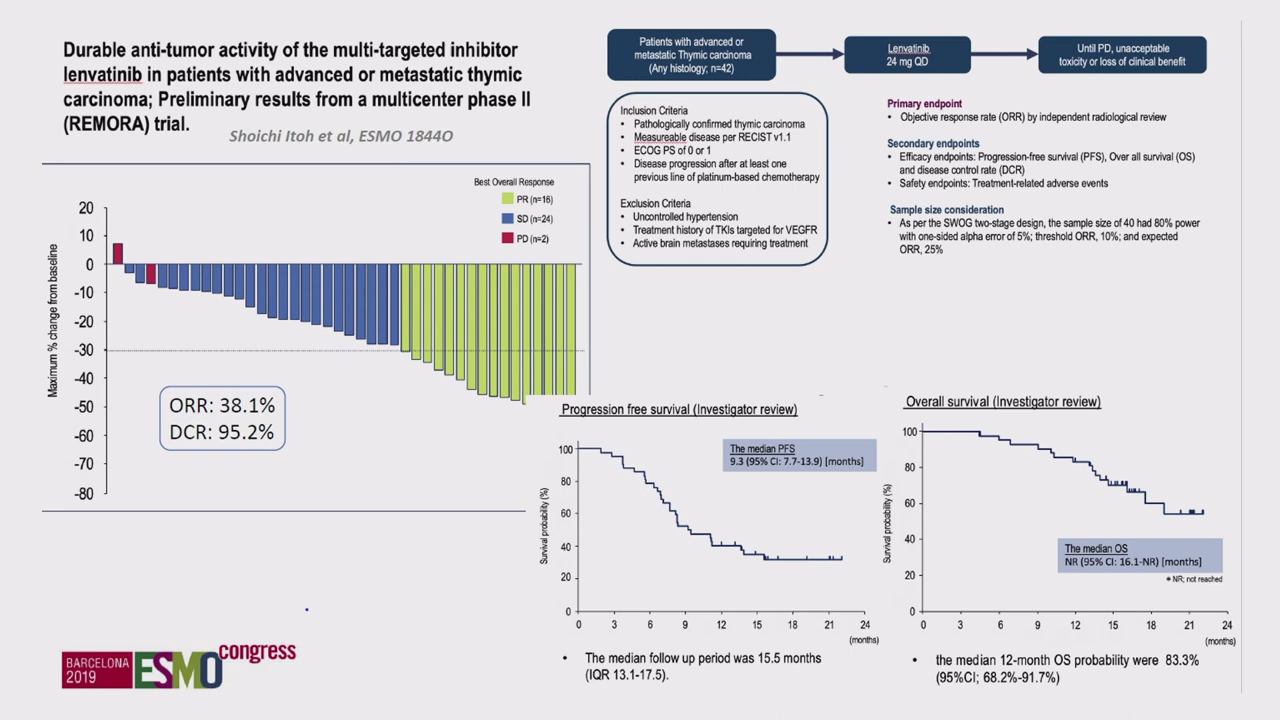 Durable anti-tumor activity of the multi-targeted inhibitor
lenvatinib in patients with advanced or metastatic thymic
carcinoma; Preliminary results from a multicenter phase II
(REMORA) trial.
Shoichi Itoh et al, ESMO 1844O
Best Overall Response
PR (n=16)
SD (n=24)
PD (n=2)
Maximum % change from baseline
20
10
0
-10
-20
-30
-40
-50
-60
-70
-80
ORR: 38.1%
DCR: 95.2%
Patients with advanced or
metastatic Thymic carcinoma
(Any histology; n=42)
Lenvatinib
24 mg QD
Until PD, unacceptable
toxicity or loss of clinical benefit
Inclusion Criteria
• Pathologically confirmed thymic carcinoma
• Measureable disease per RECIST v1.1
• ECOG PS of 0 or 1
• Disease progression after at least one
previous line of platinum-based chemotherapy
Exclusion Criteria
• Uncontrolled hypertension
• Treatment history of TKIs targeted for VEGFR
• Active brain metastases requiring treatment
Primary endpoint
• Objective response rate (ORR) by independent radiological review
Secondary endpoints
• Efficacy endpoints: Progression-free survival (PFS), Over all survival (OS)
and disease control rate (DCR)
• Safety endpoints: Treatment-related adverse events
Sample size consideration
• As per the SWOG two-stage design, the sample size of 40 had 80% power
with one-sided alpha error of 5%; threshold ORR, 10%; and expected
ORR, 25%
Progression free survival (Investigator review)
The median PFS
9.3 (95% CI: 7.7-13.9) [months]
Survival probability (%)
100
80
60
40
20
0
0 3 6 9 12 15 18 21 24
(months)
• The median follow up period was 15.5 months
(IQR 13.1-17.5).
Overall survival (Investigator review)
Survival probability (%)
100
80
60
40
20
0
The median OS
NR (95% CI: 16.1-NR) [months]
* NR; not reached
0 3 6 9 12 15 18 21 24
(months)
• the median 12-month OS probability were 83.3%
(95%CI; 68.2%-91.7%)
BARCELONA
2019
ESMO congress